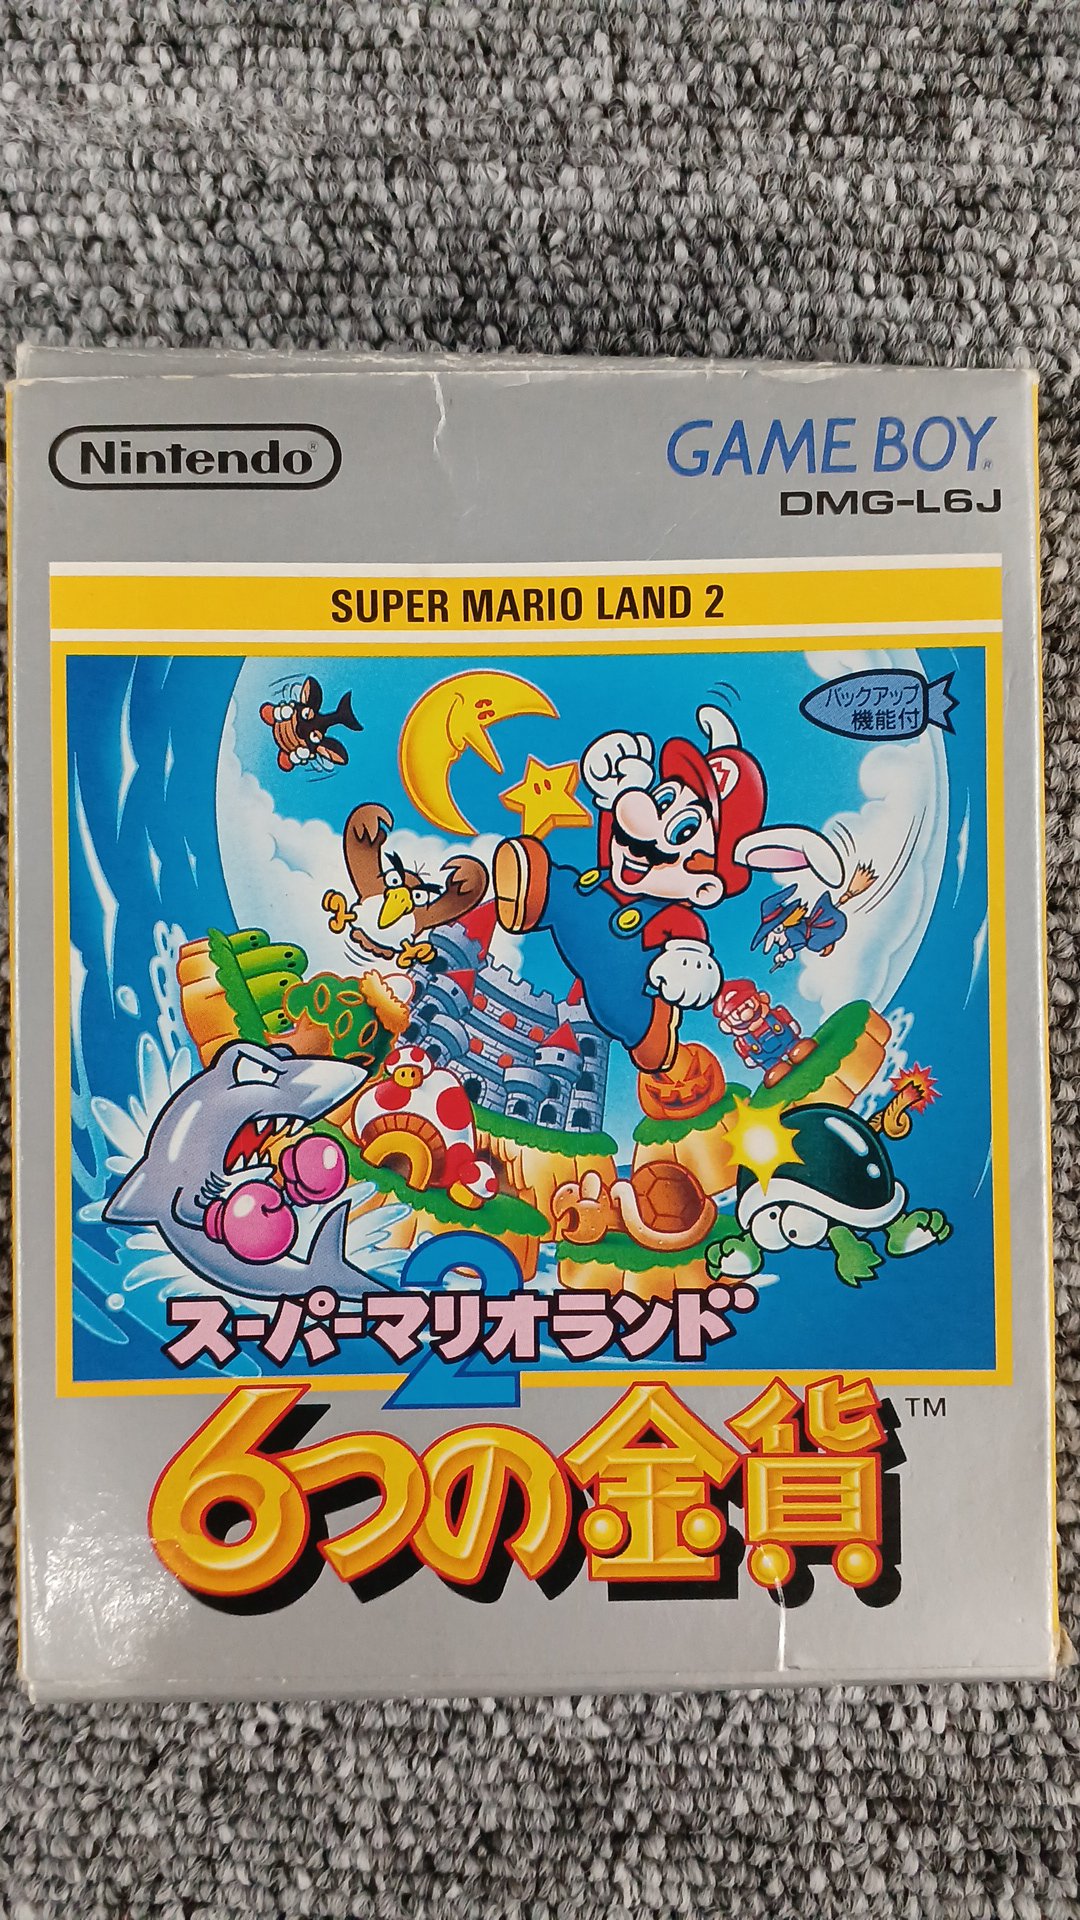 Nintendo®
GAME BOY®
DMG-L6J
SUPER MARIO LAND 2
バックアップ
機能付
スーパーマリオランド
2
6つの金貨™